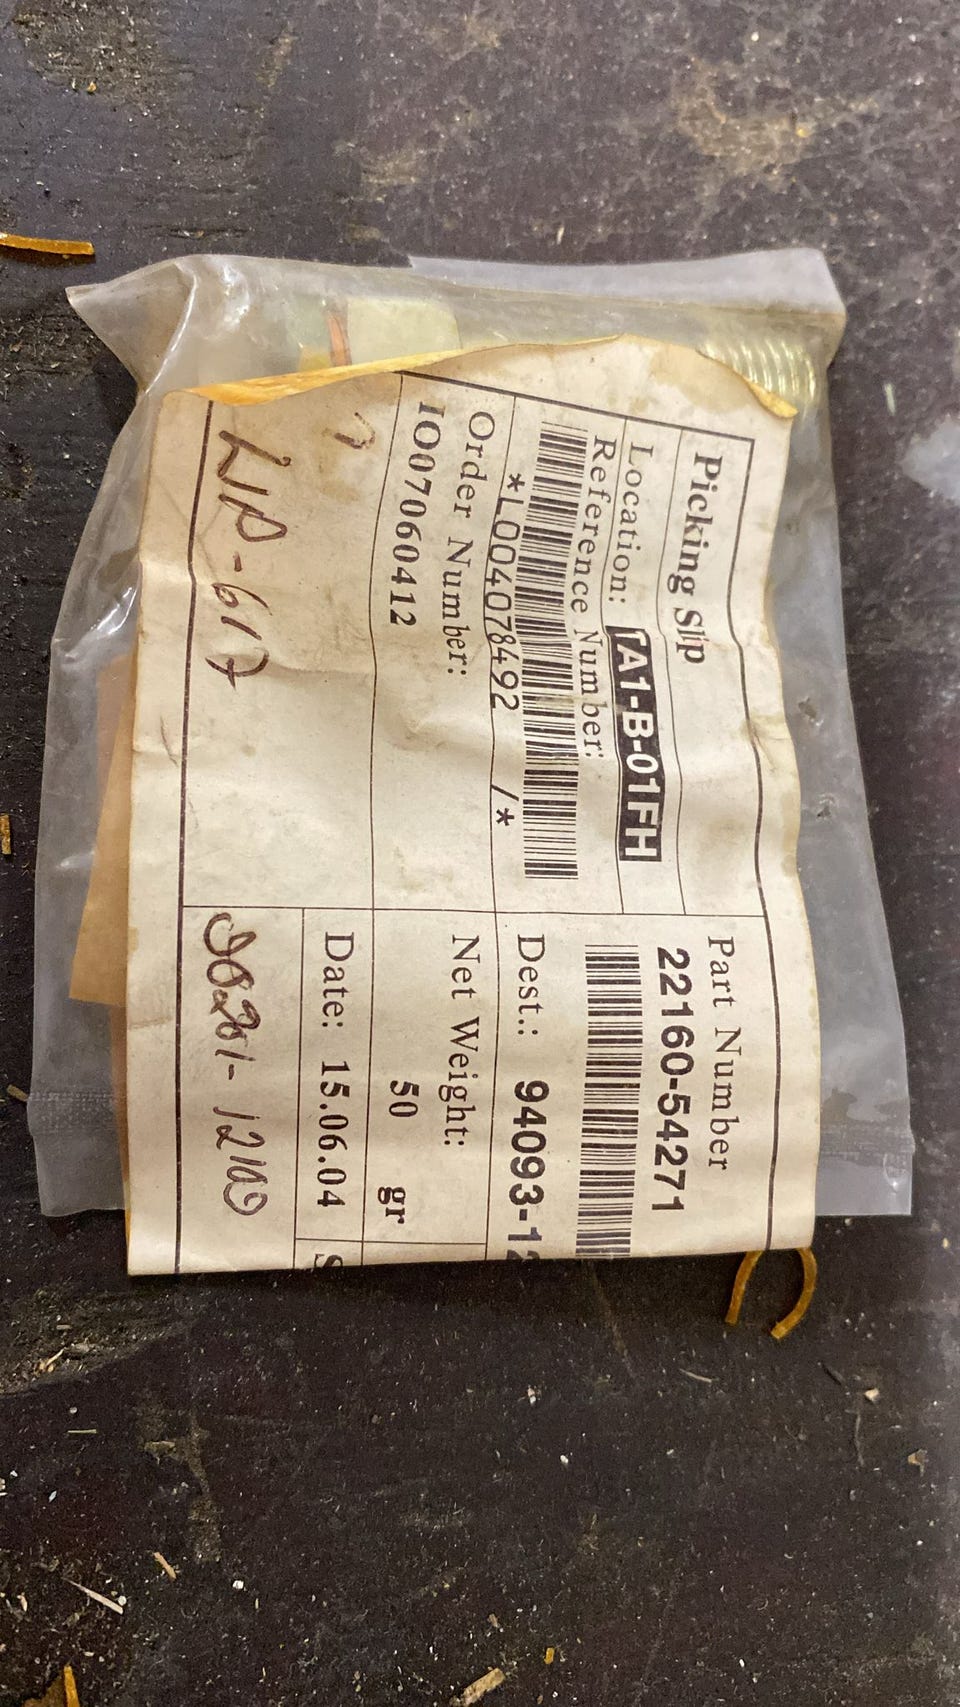 Picking Slip
Location: TA1-B-01FH
Reference Number:
*L004078492 /*
Order Number:
IO07060412
Part Number
22160-54271
Dest.: 94093-12
Net Weight:
50 gr
Date: 15.06.04
S